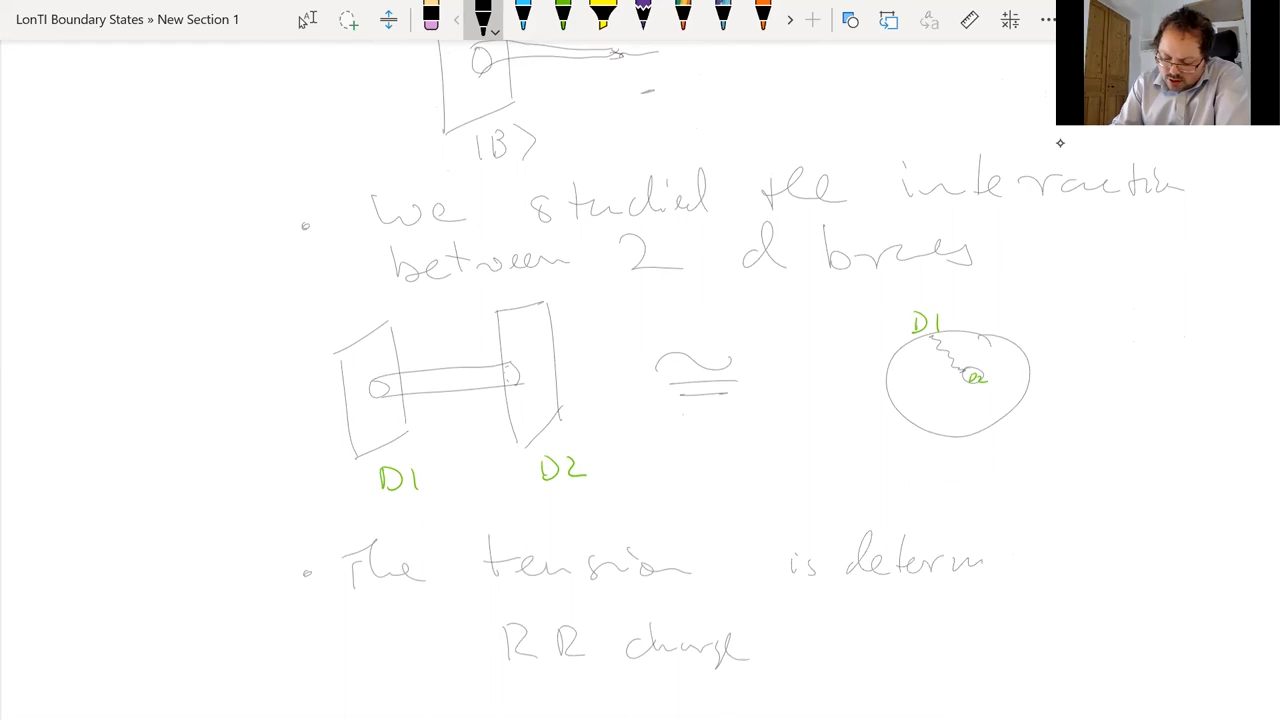 LonTI Boundary States » New Section 1
|B>
• We studied the interaction
between 2 d branes
D1
D2
D1 D2
• The tension is determ
RR charge